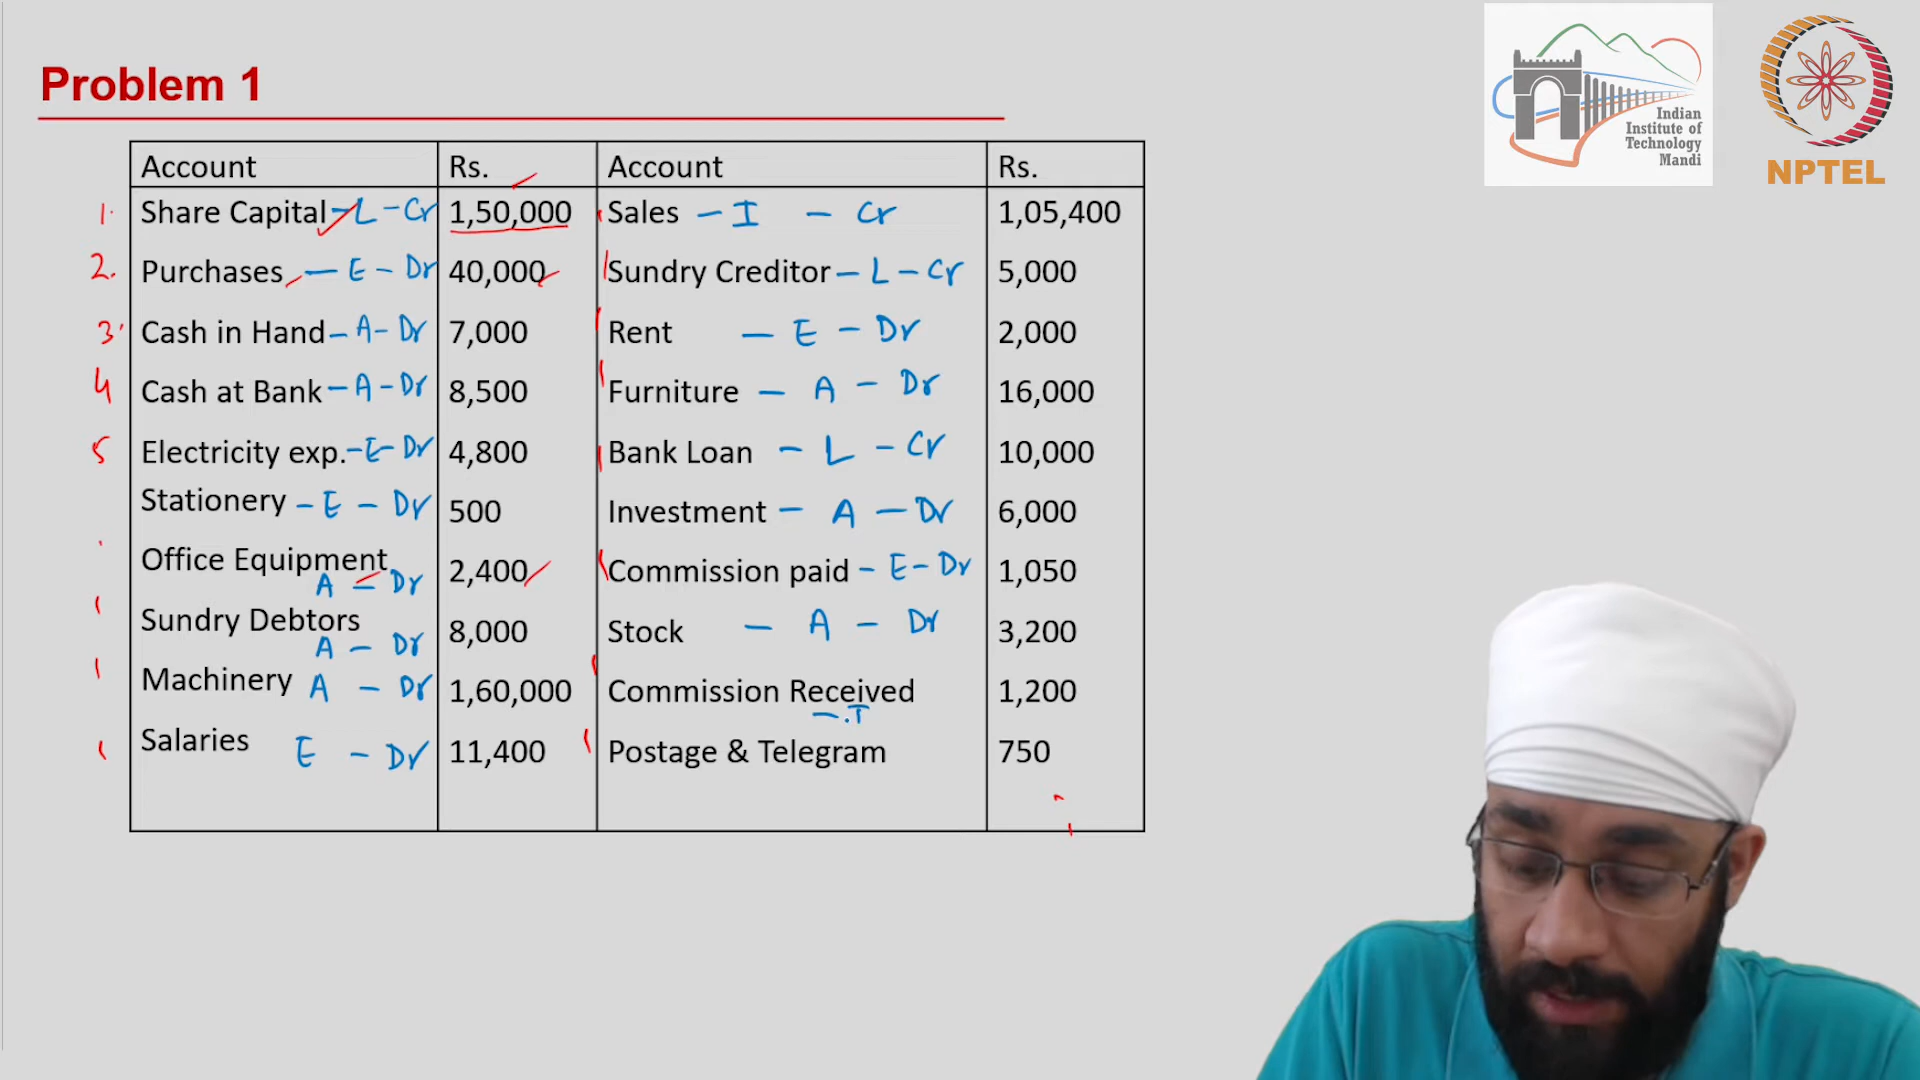 Problem 1
Indian
Institute of
Technology
Mandi
NPTEL
Account Rs. Account Rs.
1. Share Capital - L - Cr 1,50,000 Sales - I - Cr 1,05,400
2. Purchases - E - Dr 40,000 Sundry Creditor - L - Cr 5,000
3 Cash in Hand - A - Dr 7,000 Rent - E - Dr 2,000
4 Cash at Bank - A - Dr 8,500 Furniture - A - Dr 16,000
5 Electricity exp. - E - Dr 4,800 Bank Loan - L - Cr 10,000
Stationery - E - Dr 500 Investment - A - Dr 6,000
Office Equipment A - Dr 2,400 Commission paid - E - Dr 1,050
Sundry Debtors A - Dr 8,000 Stock - A - Dr 3,200
Machinery A - Dr 1,60,000 Commission Received - I 1,200
Salaries E - Dr 11,400 Postage & Telegram 750